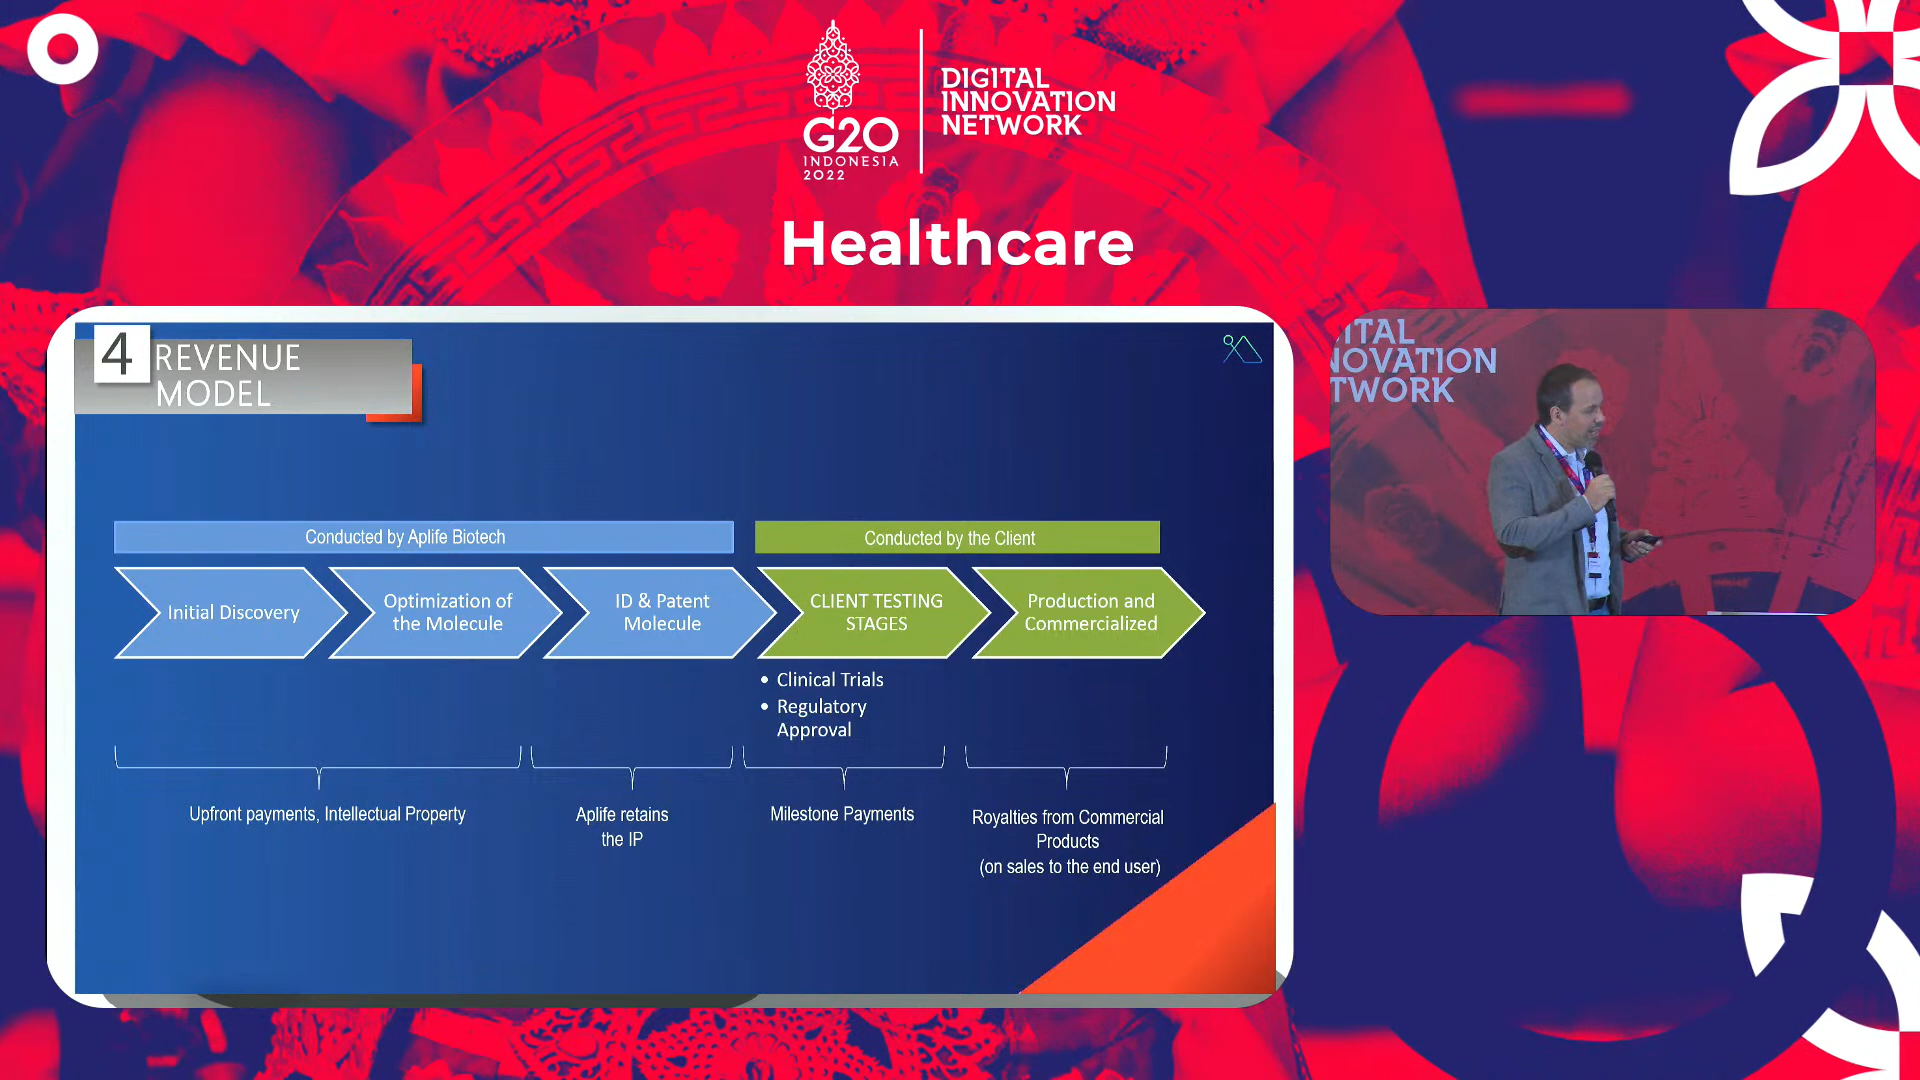 G20
INDONESIA
2022
DIGITAL
INNOVATION
NETWORK
Healthcare
4 REVENUE
MODEL
Conducted by Aplife Biotech
Conducted by the Client
Initial Discovery
Optimization of
the Molecule
ID & Patent
Molecule
CLIENT TESTING
STAGES
Production and
Commercialized
• Clinical Trials
• Regulatory
Approval
Upfront payments, Intellectual Property
Aplife retains
the IP
Milestone Payments
Royalties from Commercial
Products
(on sales to the end user)
ITAL
NOVATION
TWORK